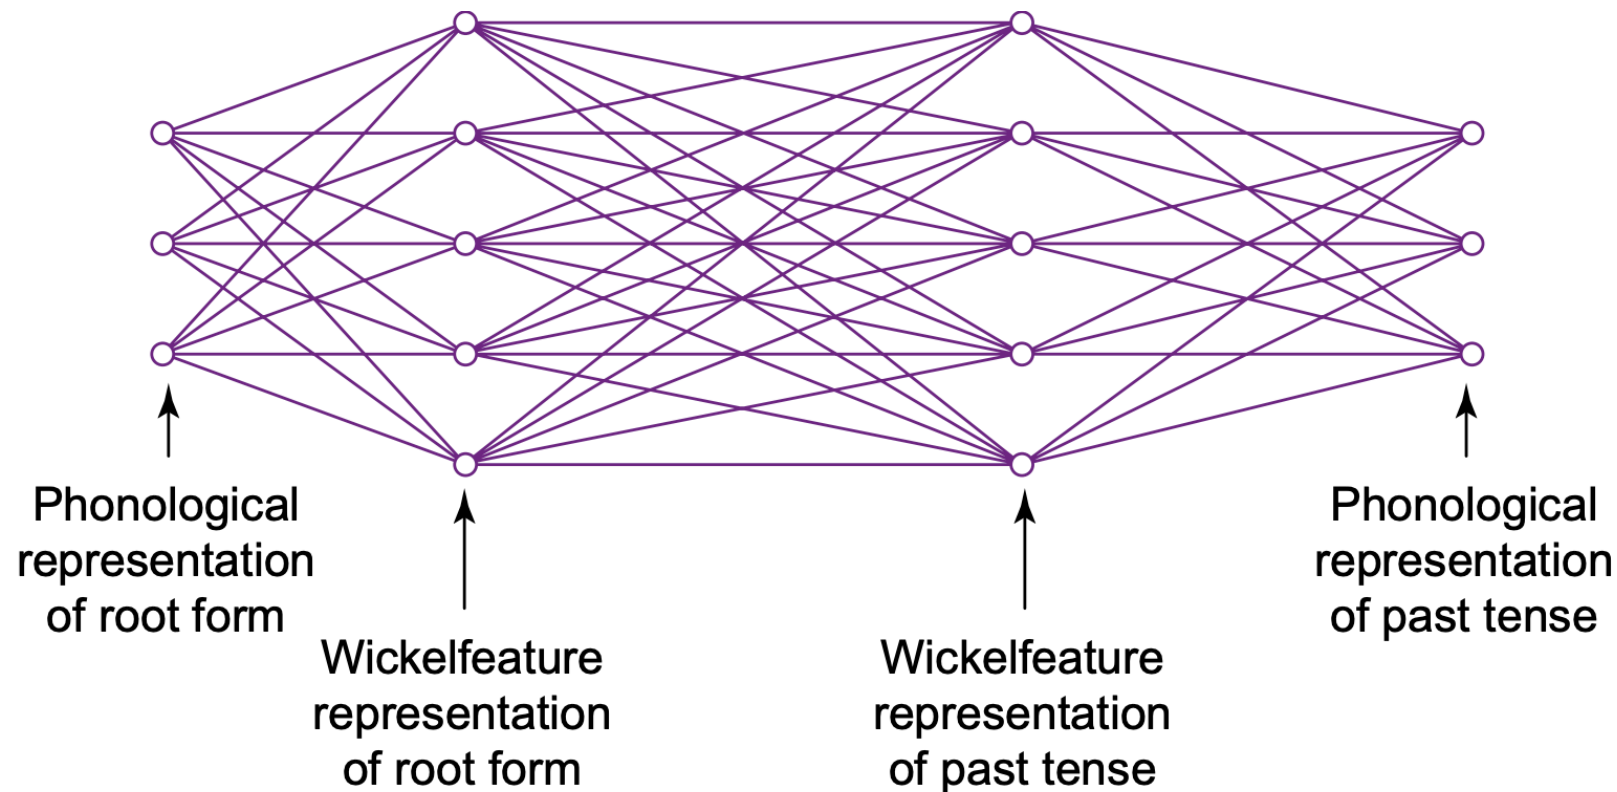 Phonological
representation
of root form
Wickelfeature
representation
of root form
Wickelfeature
representation
of past tense
Phonological
representation
of past tense